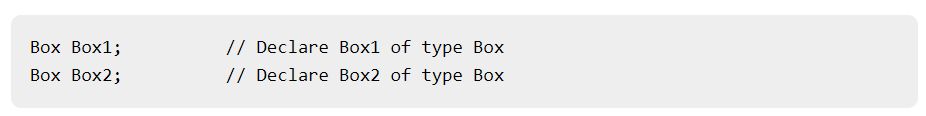 Box Box1;          // Declare Box1 of type Box
Box Box2;          // Declare Box2 of type Box